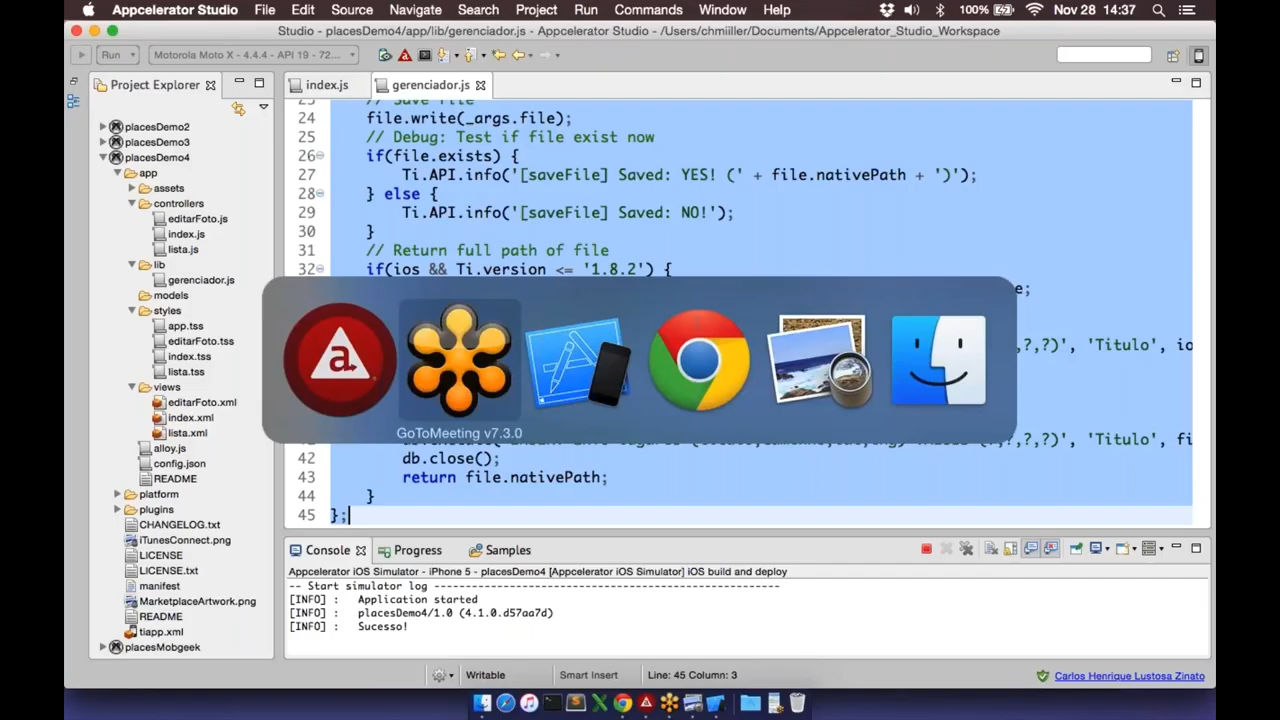 Appcelerator Studio File Edit Source Navigate Search Project Run Commands Window Help 100% Nov 28 14:37
Studio - placesDemo4/app/lib/gerenciador.js - Appcelerator Studio - /Users/chmiiller/Documents/Appcelerator_Studio_Workspace
Run Motorola Moto X - 4.4.4 - API 19 - 72...
Project Explorer
index.js gerenciador.js
placesDemo2
placesDemo3
placesDemo4
app
assets
controllers
editarFoto.js
index.js
lista.js
lib
gerenciador.js
models
styles
app.tss
editarFoto.tss
index.tss
lista.tss
views
editarFoto.xml
index.xml
lista.xml
alloy.js
config.json
README
platform
plugins
CHANGELOG.txt
iTunesConnect.png
LICENSE
LICENSE.txt
manifest
MarketplaceArtwork.png
README
tiapp.xml
placesMobgeek
23 // Save file
24 file.write(_args.file);
25 // Debug: Test if file exist now
26 if(file.exists) {
27 Ti.API.info('[saveFile] Saved: YES! (' + file.nativePath + ')');
28 } else {
29 Ti.API.info('[saveFile] Saved: NO!');
30 }
31 // Return full path of file
32 if(ios && Ti.version <= '1.8.2') {
e;
,?,?)', 'Titulo', io
GoToMeeting v7.3.0
,?,?,?)', 'Titulo', fi
42 db.close();
43 return file.nativePath;
44 }
45 };
Console Progress Samples
Appcelerator iOS Simulator - iPhone 5 - placesDemo4 [Appcelerator iOS Simulator] iOS build and deploy
-- Start simulator log ----------------------------------------
[INFO] : Application started
[INFO] : placesDemo4/1.0 (4.1.0.d57aa7d)
[INFO] : Sucesso!
Writable Smart Insert Line: 45 Column: 3 Carlos Henrique Lustosa Zinato